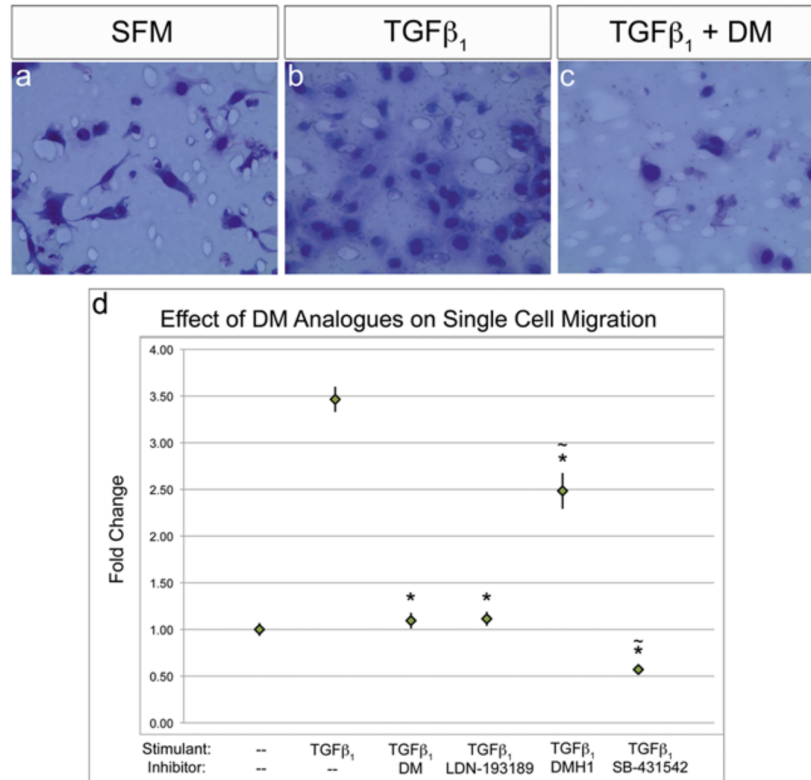 SFM
TGFβ₁
TGFβ₁ + DM
a
b
c
d
Effect of DM Analogues on Single Cell Migration
4.00
3.50
3.00
2.50
2.00
1.50
1.00
0.50
0.00
Fold Change
*
*
~
*
~
*
Stimulant: -- TGFβ₁ TGFβ₁ TGFβ₁ TGFβ₁ TGFβ₁
Inhibitor: -- -- DM LDN-193189 DMH1 SB-431542